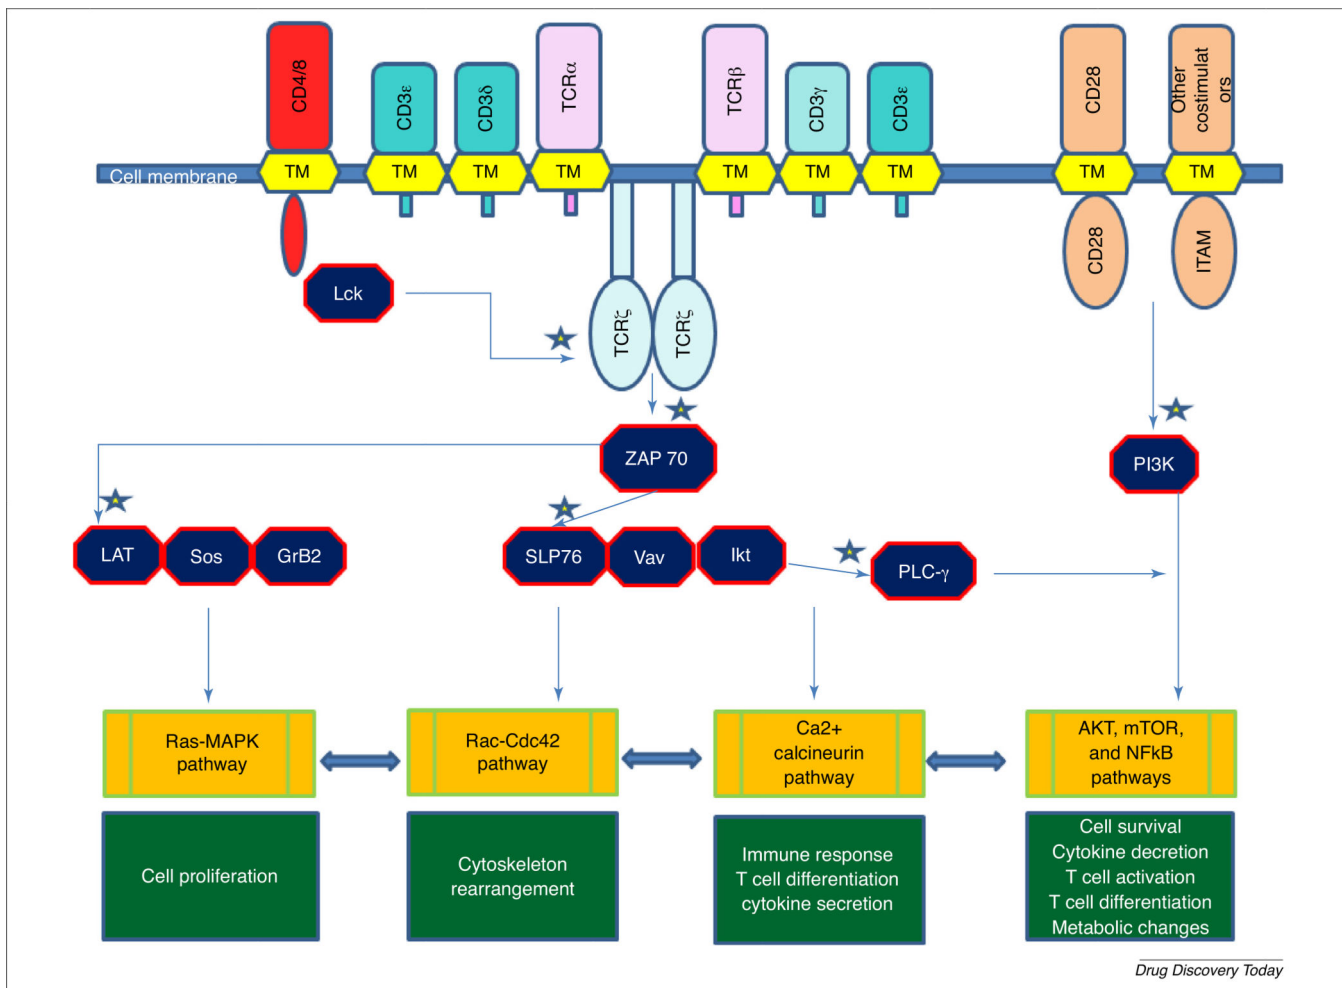 CD4/8
CD3ε
CD3δ
TCRα
TCRβ
CD3γ
CD3ε
CD28
Other
costimulat
ors
Cell membrane
TM
TM
TM
TM
TM
TM
TM
TM
TM
CD28
ITAM
Lck
TCRζ
TCRζ
ZAP 70
PI3K
LAT
Sos
GrB2
SLP76
Vav
Ikt
PLC-γ
Ras-MAPK
pathway
Rac-Cdc42
pathway
Ca2+
calcineurin
pathway
AKT, mTOR,
and NFkB
pathways
Cell proliferation
Cytoskeleton
rearrangement
Immune response
T cell differentiation
cytokine secretion
Cell survival
Cytokine decretion
T cell activation
T cell differentiation
Metabolic changes
Drug Discovery Today